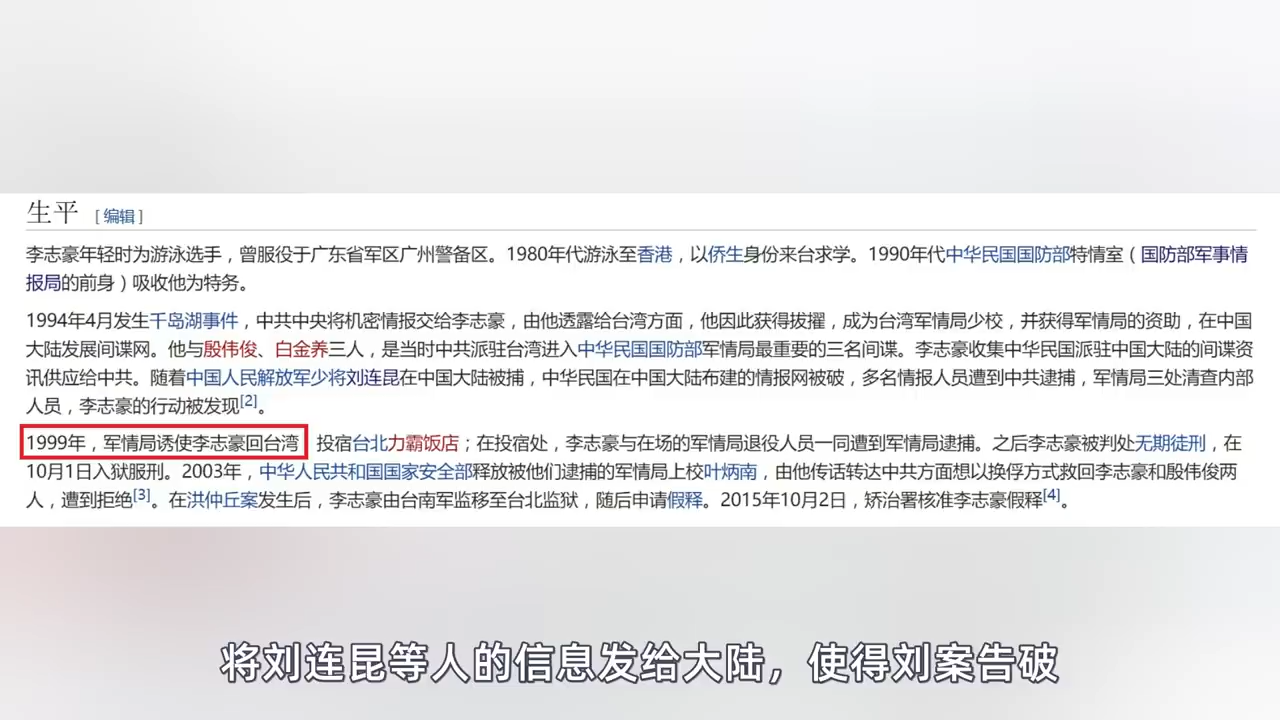 生平 [编辑]
李志豪年轻时为游泳选手，曾服役于广东省军区广州警备区。1980年代游泳至香港，以侨生身份来台求学。1990年代中华民国国防部特情室（国防部军事情
报局的前身）吸收他为特务。
1994年4月发生千岛湖事件，中共中央将机密情报交给李志豪，由他透露给台湾方面，他因此获得拔擢，成为台湾军情局少校，并获得军情局的资助，在中国
大陆发展间谍网。他与殷伟俊、白金养三人，是当时中共派驻台湾进入中华民国国防部军情局最重要的三名间谍。李志豪收集中华民国派驻中国大陆的间谍资
讯供应给中共。随着中国人民解放军少将刘连昆在中国大陆被捕，中华民国在中国大陆布建的情报网被破，多名情报人员遭到中共逮捕，军情局三处清查内部
人员，李志豪的行动被发现[2]。
1999年，军情局诱使李志豪回台湾 投宿台北力霸饭店；在投宿处，李志豪与在场的军情局退役人员一同遭到军情局逮捕。之后李志豪被判处无期徒刑，在
10月1日入狱服刑。2003年，中华人民共和国国家安全部释放被他们逮捕的军情局上校叶炳南，由他传话转达中共方面想以换俘方式救回李志豪和殷伟俊两
人，遭到拒绝[3]。在洪仲丘案发生后，李志豪由台南军监移至台北监狱，随后申请假释。2015年10月2日，矫治署核准李志豪假释[4]。
将刘连昆等人的信息发给大陆，使得刘案告破